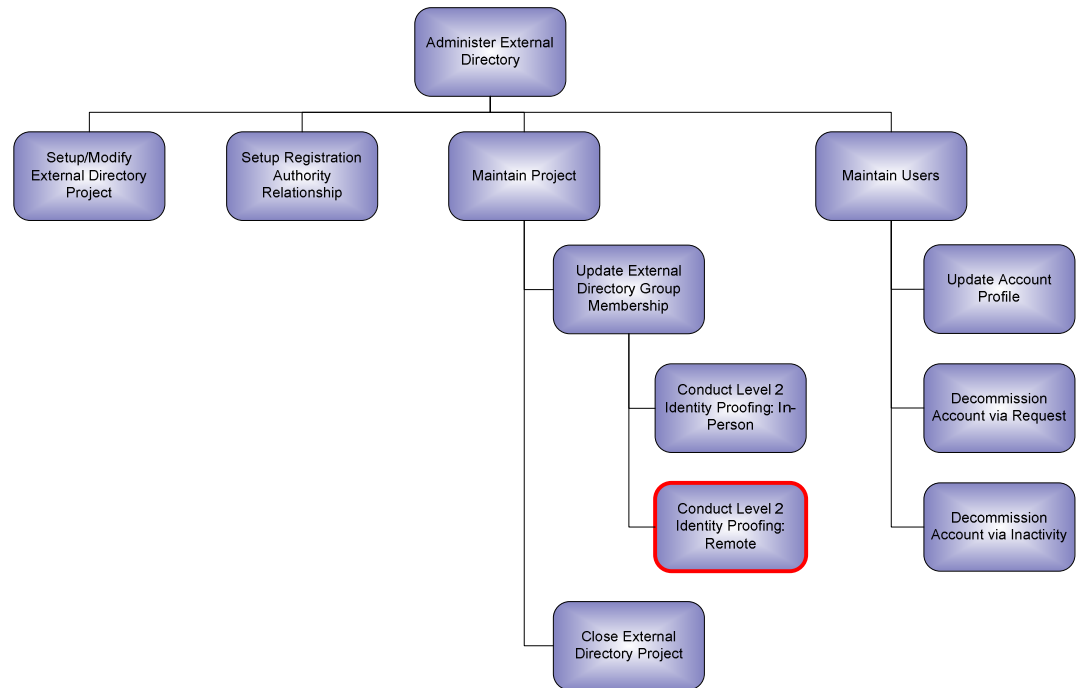 Administer External
Directory
Setup/Modify
External Directory
Project
Setup Registration
Authority
Relationship
Maintain Project
Maintain Users
Update External
Directory Group
Membership
Update Account
Profile
Conduct Level 2
Identity Proofing: In-
Person
Decommission
Account via Request
Conduct Level 2
Identity Proofing:
Remote
Decommission
Account via Inactivity
Close External
Directory Project